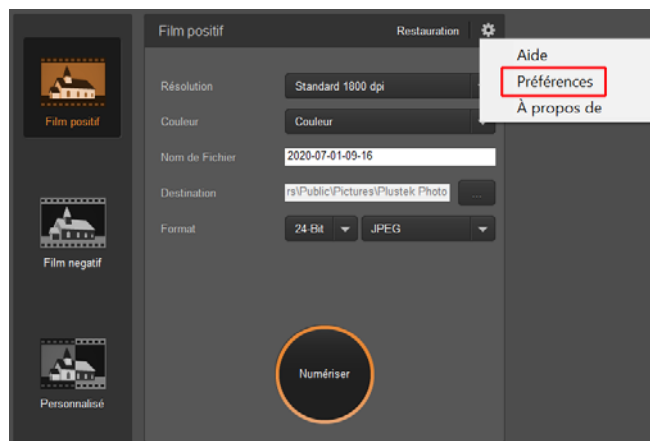 Film positif
Restauration
Aide
Préférences
À propos de
Résolution
Standard 1800 dpi
Couleur
Couleur
Nom de Fichier
2020-07-01-09-16
Destination
rs\Public\Pictures\Plustek Photo
...
Format
24-Bit
JPEG
Numériser
Film positif
Film negatif
Personnalisé